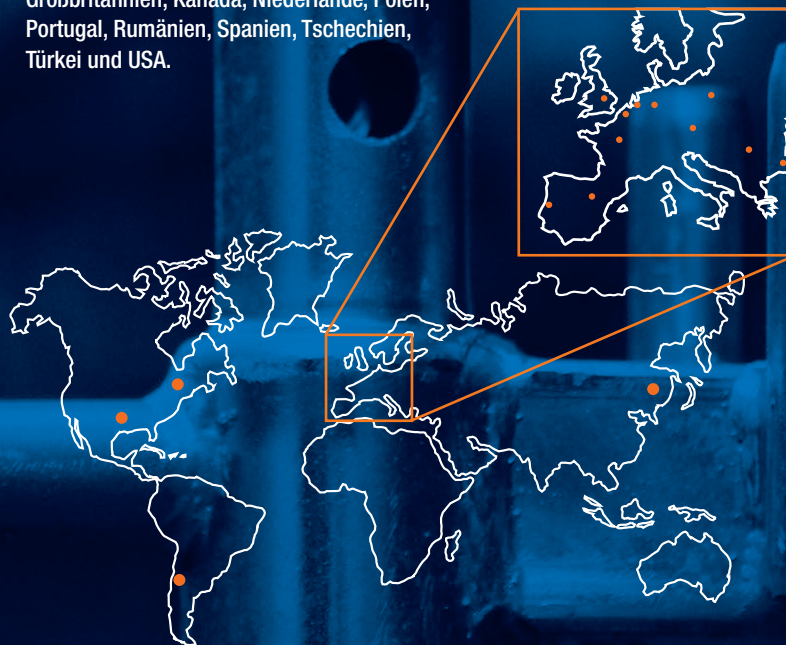 Großbritannien, Kanada, Niederlande, Polen,
Portugal, Rumänien, Spanien, Tschechien,
Türkei und USA.